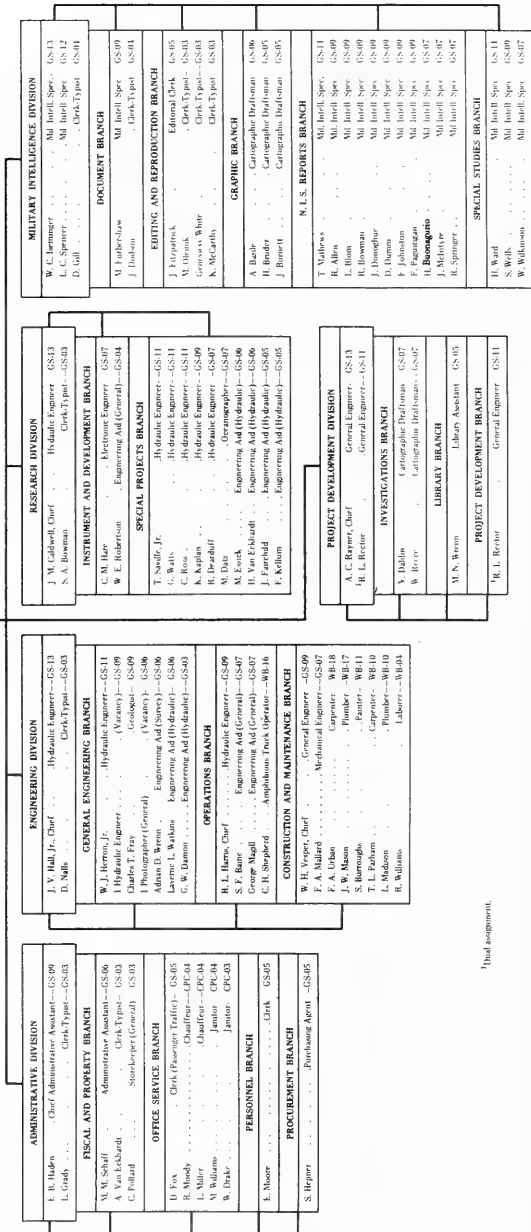 ADMINISTRATIVE DIVISION
E. B. Haden Chief Administrative Assistant--GS-09
L. Grady . . . . . Clerk-Typist--GS-03
FISCAL AND PROPERTY BRANCH
M. M. Schaff . Administrative Assistant--GS-06
A. Van Eckhardt . . . Clerk-Typist--GS-03
C. Pollard . . Storekeeper (General) GS-03
OFFICE SERVICE BRANCH
D. Fox . . Clerk (Passenger Traffic)-- GS-05
R. Moody . . . . . . . . Chauffeur--CPC-04
L. Miller . . . . . Chauffeur CPC-04
M. Williams . . . Janitor CPC-04
W. Drake . . . . Janitor CPC-03
PERSONNEL BRANCH
E. Moore . . . . . . . . . . . Clerk GS-05
PROCUREMENT BRANCH
S. Hepner . . . . . . .Purchasing Agent --GS-05
ENGINEERING DIVISION
J. V. Hall, Jr., Chief . . .Hydraulic Engineer--GS-13
D. Nalls . . . . Clerk-Typist--GS-03
GENERAL ENGINEERING BRANCH
W. J. Herron, Jr. . . . .Hydraulic Engineer--GS-11
1 Hydraulic Engineer . . . . (Vacancy)--GS-09
Charles T. Fray . . . . Geologist-- GS-09
1 Photographer (General) (Vacancy) GS-06
Adrian D. Wrenn . Engineering Aid (Survey)--GS-06
Laverne L. Watkins Engineering Aid (Hydraulic)--GS-06
G. W. Damon . . . . .Engineering Aid (Hydraulic)--GS-03
OPERATIONS BRANCH
H. L. Harris, Chief . . . .Hydraulic Engineer--GS-09
S. F. Baine . . Engineering Aid (General)--GS-07
George Magill . . Engineering Aid (General)--GS-07
C. H. Shepherd . Amphibious Truck Operator--WB-16
CONSTRUCTION AND MAINTENANCE BRANCH
W. H. Vesper, Chief . . .General Engineer --GS-09
F. A. Mallard . . . . . . .Mechanical Engineer--GS-07
F. A. Urban . . . . . Carpenter WB-18
J. W. Mason . . . . . . Plumber --WB-17
S. Burroughs . . . . . .Painter-- WB-11
T. L. Parham . . . .Carpenter-- WB-10
L. Madson . . . . . Plumber--WB-10
R. Williams . . . . . . Laborer--WB-04
RESEARCH DIVISION
J. M. Caldwell, Chief . Hydraulic Engineer GS-13
S. A. Bowman . Clerk-Typist--GS-03
INSTRUMENT AND DEVELOPMENT BRANCH
C. M. Harr . . . Electronic Engineer GS-07
W. E. Robertson . .Engineering Aid (General)--GS-04
SPECIAL PROJECTS BRANCH
T. Saville, Jr. . . . .Hydraulic Engineer--GS-11
G. Watts . . . . .Hydraulic Engineer--GS-11
C. Ross . . . . .Hydraulic Engineer--GS-11
K. Kaplan . . .Hydraulic Engineer--GS-09
R. Dearduff . . .Hydraulic Engineer GS-07
M. Datz . . . . .Oceanographer--GS-07
M. Essick . . Engineering Aid (Hydraulic)--GS-06
H. Van Eckhardt . . Engineering Aid (Hydraulic)--GS-06
J. Fairchild . . Engineering Aid (Hydraulic)--GS-05
F. Kellum . . . .Engineering Aid (Hydraulic)--GS-05
PROJECT DEVELOPMENT DIVISION
A. C. Rayner, Chief General Engineer. GS-13
¹R. L. Rector . General Engineer--GS-11
INVESTIGATIONS BRANCH
V. Dahlin . . Cartographic Draftsman GS-07
W. . . . Cartographic Draftsman GS-07
LIBRARY BRANCH
M. N. . . . Library Assistant GS-05
PROJECT DEVELOPMENT BRANCH
¹R. L. Rector . . General Engineer GS-11
MILITARY INTELLIGENCE DIVISION
W. C. Iseminger . . Mil Intell. Spec. GS-13
L. C. Spencer . . . Mil Intell Spec GS-12
D. Gill . . . . Clerk-Typist GS-04
DOCUMENT BRANCH
M. . . Mil Intell Spec GS-09
J. Dodson . . Clerk-Typist GS-04
EDITING AND REPRODUCTION BRANCH
J. Fitzpatrick . . . Editorial Clerk GS-05
M. Olenik . . . Clerk-Typist GS-03
Genevieve White . Clerk-Typist--GS-03
K. McCarthy . . Clerk-Typist GS-03
GRAPHIC BRANCH
A. Basile . . Cartographic Draftsman GS-06
H. Bruder . Cartographic Draftsman GS-05
J. Burnett . Cartographic Draftsman GS-05
N. I. S. REPORTS BRANCH
T. Mathews . . Mil. Intell. Spec. GS-11
R. Allen . . . Mil Intell Spec GS-09
L. Blom . . . Mil Intell Spec GS-09
R. Bowman . . Mil Intell Spec GS-09
J. Donoghue . . Mil Intell Spec GS-09
D. Dumm . . . Mil Intell Spec GS-09
F. Johnston . . Mil Intell Spec GS-09
F. Paguirigan . Mil Intell Spec GS-09
H. Buonagurio . Mil Intell Spec GS-07
J. McIntyre . . Mil Intell Spec GS-07
R. Springer . . Mil Intell Spec GS-07
SPECIAL STUDIES BRANCH
H. Ward . . . Mil Intell Spec GS-11
S. Wells . . . Mil Intell Spec GS-09
W. Wilkinson . Mil Intell Spec GS-07
¹Dual assignment.